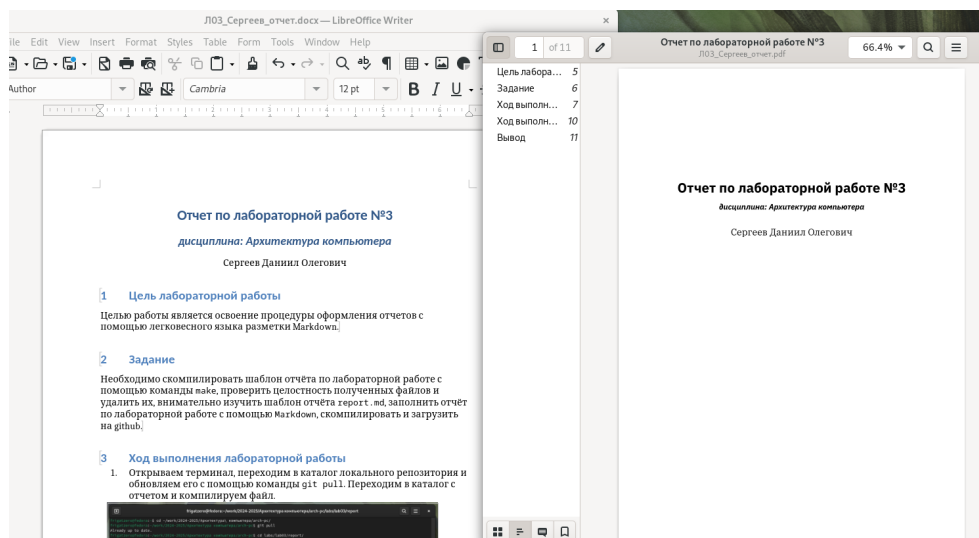 Л03_Сергеев_отчет.docx — LibreOffice Writer
Edit View Insert Format Styles Table Form Tools Window Help
Cambria
12 pt
B I U
Отчет по лабораторной работе №3
дисциплина: Архитектура компьютера
Сергеев Даниил Олегович
1 Цель лабораторной работы
Целью работы является освоение процедуры оформления отчетов с
помощью легковесного языка разметки Markdown.
2 Задание
Необходимо скомпилировать шаблон отчёта по лабораторной работе с
помощью команды make, проверить целостность полученных файлов и
удалить их, внимательно изучить шаблон отчёта report.md, заполнить отчёт
по лабораторной работе с помощью Markdown, скомпилировать и загрузить
на github.
3 Ход выполнения лабораторной работы
1. Открываем терминал, переходим в каталог локального репозитория и
обновляем его с помощью команды git pull. Переходим в каталог с
отчетом и компилируем файл.
1 of 11
Отчет по лабораторной работе №3
Л03_Сергеев_отчет.pdf
66.4%
Цель лабора... 5
Задание 6
Ход выполн... 7
Ход выполн... 10
Вывод 11
Отчет по лабораторной работе №3
дисциплина: Архитектура компьютера
Сергеев Даниил Олегович